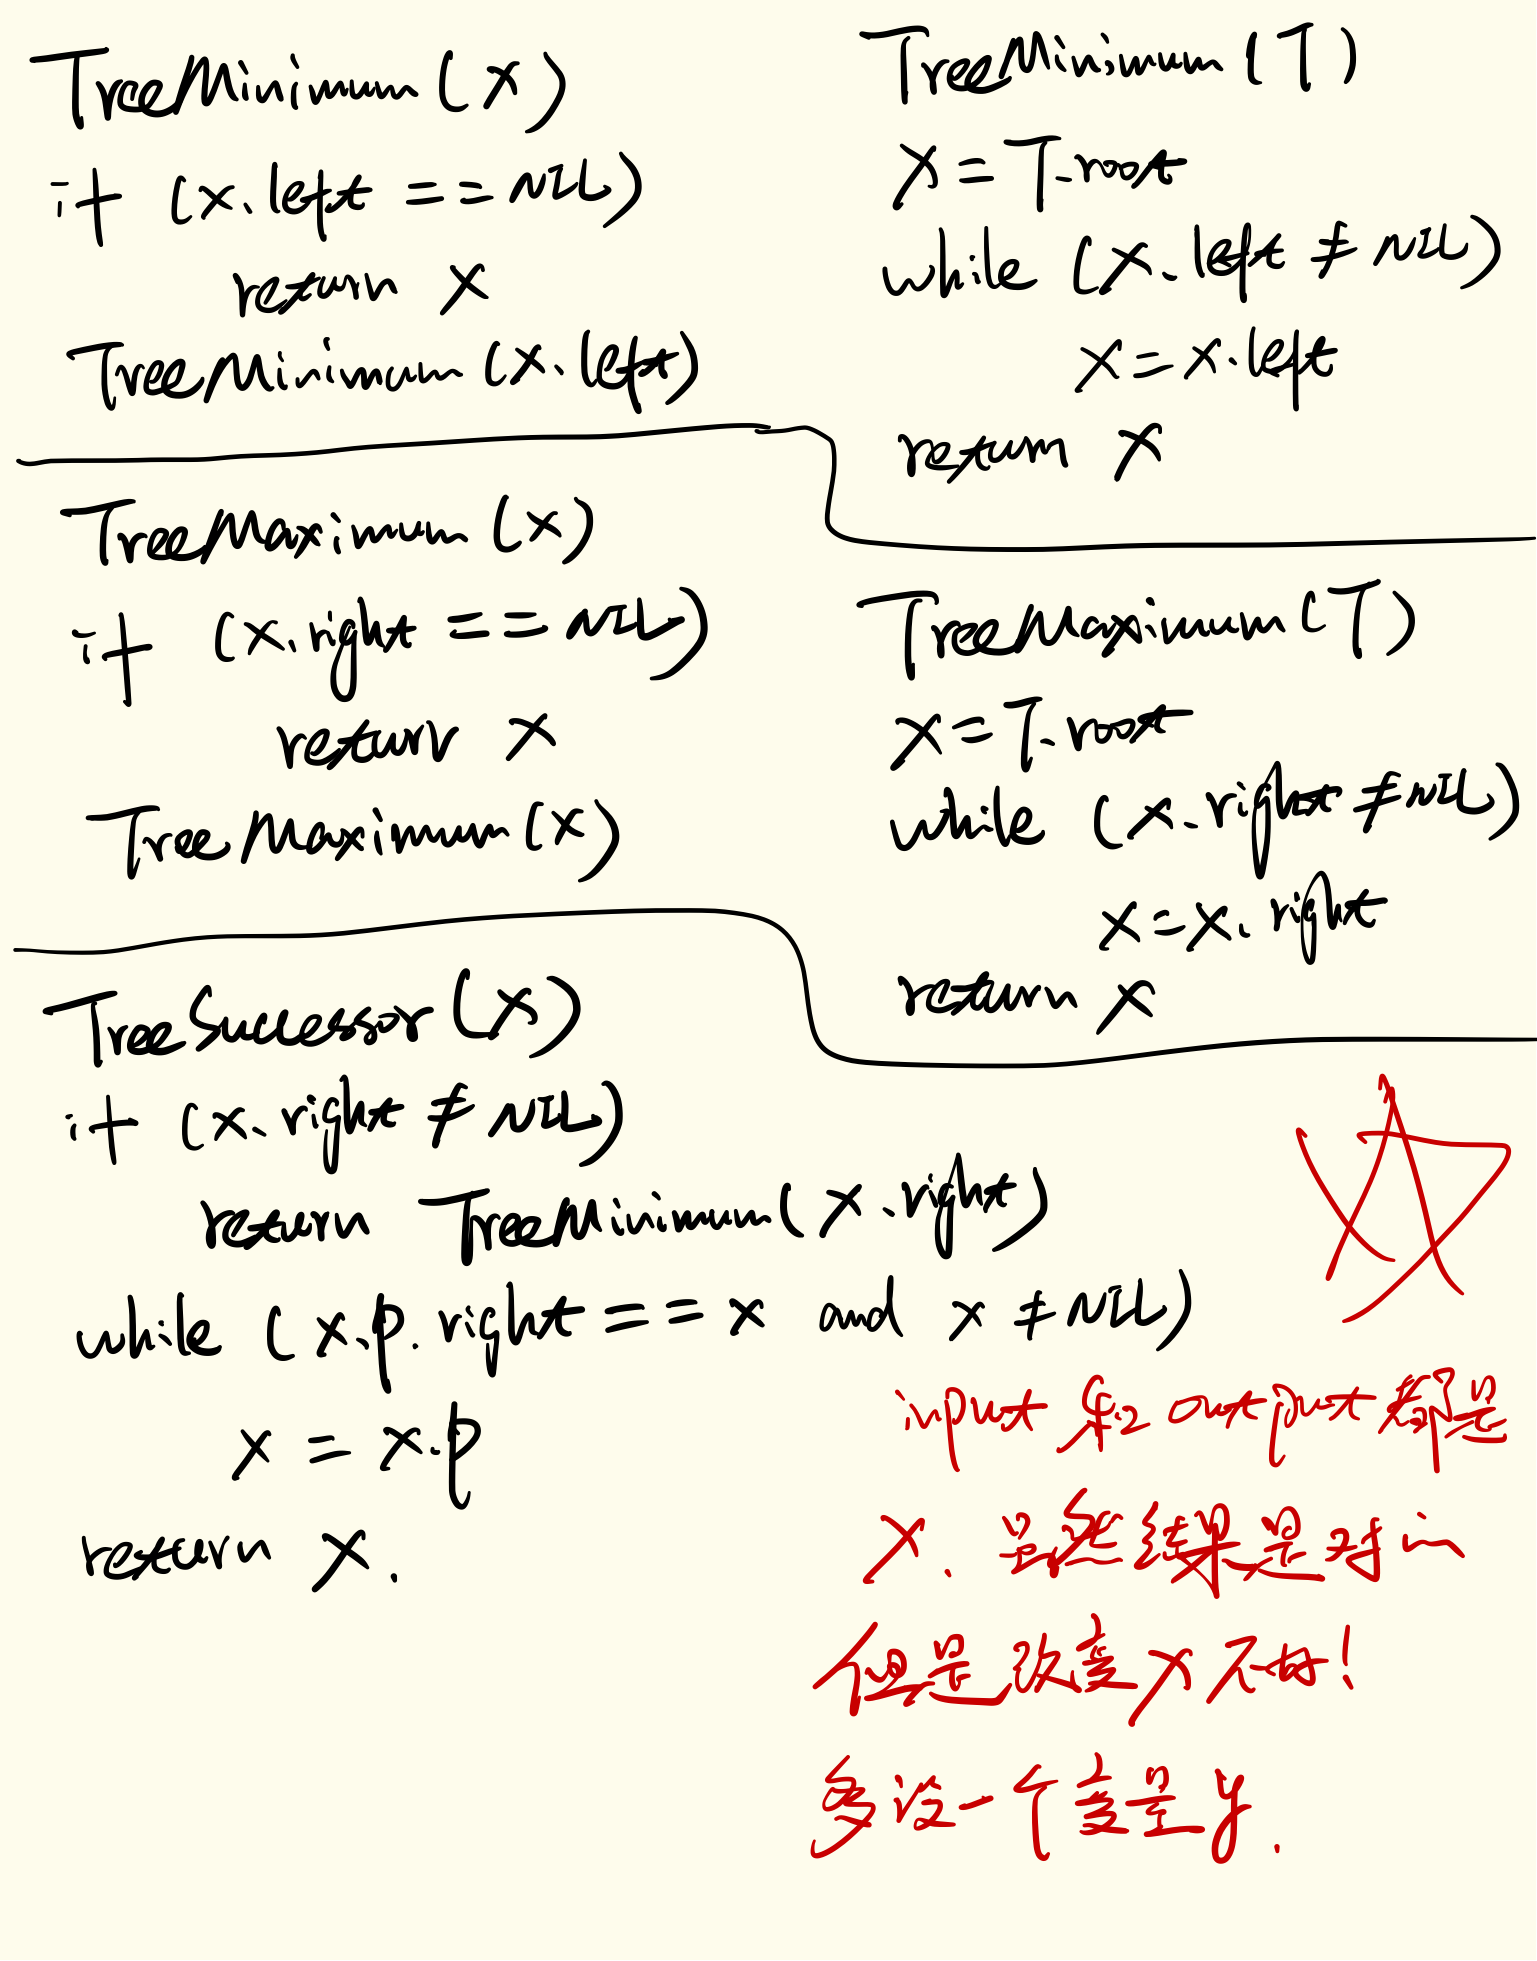 TreeMinimum (x)
if (x.left == NIL)
return x
TreeMinimum (x.left)
TreeMinimum (T)
x = T.root
while (x.left ≠ NIL)
x = x.left
return x
TreeMaximum (x)
if (x.right == NIL)
return x
TreeMaximum (x)
TreeMaximum (T)
x = T.root
while (x.right ≠ NIL)
x = x.right
return x
TreeSuccessor (x)
if (x.right ≠ NIL)
return TreeMinimum (x.right)
while (x.p.right == x and x ≠ NIL)
x = x.p
return x.
input 和 output 都是
x. 虽然结果是对的
但是改变 x 不好!
多设一个变量 y.